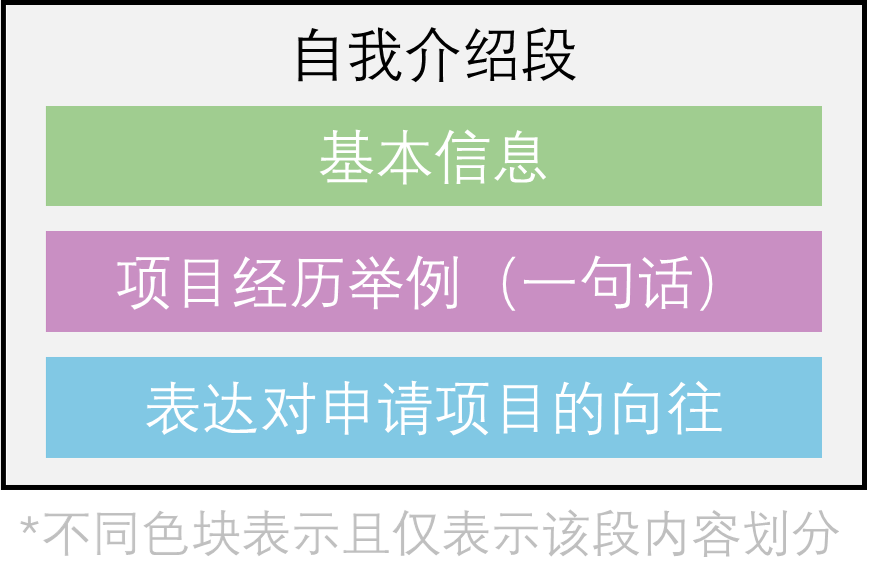 自我介绍段
基本信息
项目经历举例（一句话）
表达对申请项目的向往
*不同色块表示且仅表示该段内容划分